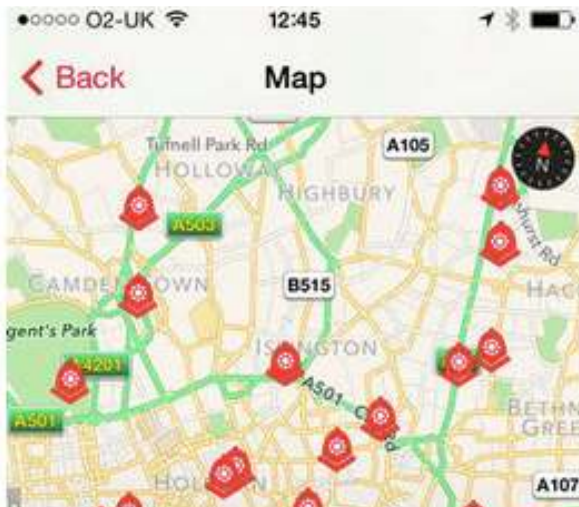 O2-UK 12:45
Back Map
Tufnell Park Rd
A105
N
HOLLOWAY
HIGHBURY
A503
CAMDEN TOWN
B515
HAC
gent's Park
ISLINGTON
A4201
A501
A501
BETHN
GREE
A107